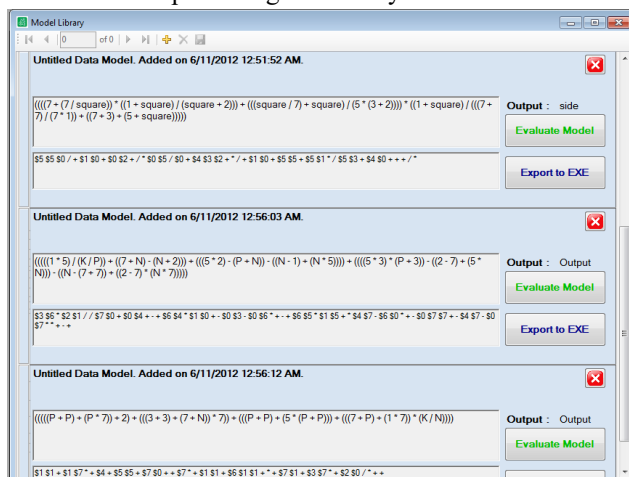 Model Library
0 of 0
Untitled Data Model. Added on 6/11/2012 12:51:52 AM.
((((7 + (7 / square)) * ((1 + square) / (square + 2))) + (((square / 7) + square) / (5 * (3 + 2)))) * ((1 + square) / (((7 +
7) / (7 * 1)) + ((7 + 3) + (5 + square)))))
Output : side
Evaluate Model
$5 $5 $0 / + $1 $0 + $0 $2 + / * $0 $5 / $0 + $4 $3 $2 + * / + $1 $0 + $5 $5 + $5 $1 * / $5 $3 + $4 $0 + + + / *
Export to EXE
Untitled Data Model. Added on 6/11/2012 12:56:03 AM.
(((((1 * 5) / (K / P)) + ((7 + N) - (N + 2))) + (((5 * 2) - (P + N)) - ((N - 1) + (N * 5)))) + ((((5 * 3) * (P + 3)) - ((2 - 7) + (5 *
N))) - ((N - (7 + 7)) + ((2 - 7) * (N * 7)))))
Output : Output
Evaluate Model
$3 $6 * $2 $1 / / $7 $0 + $0 $4 + - + $6 $4 * $1 $0 + - $0 $3 - $0 $6 * + - + $6 $5 * $1 $5 + * $4 $7 - $6 $0 * + - $0 $7 $7 + - $4 $7 - $0
$7 * * + - +
Export to EXE
Untitled Data Model. Added on 6/11/2012 12:56:12 AM.
(((((P + P) + (P * 7)) + 2) + (((3 + 3) + (7 + N)) * 7)) + (((P + P) + (5 * (P + P))) + (((7 + P) + (1 * 7)) * (K / N))))
Output : Output
Evaluate Model
$1 $1 + $1 $7 * + $4 + $5 $5 + $7 $0 + + $7 * + $1 $1 + $6 $1 $1 + * + $7 $1 + $3 $7 * + $2 $0 / * + +